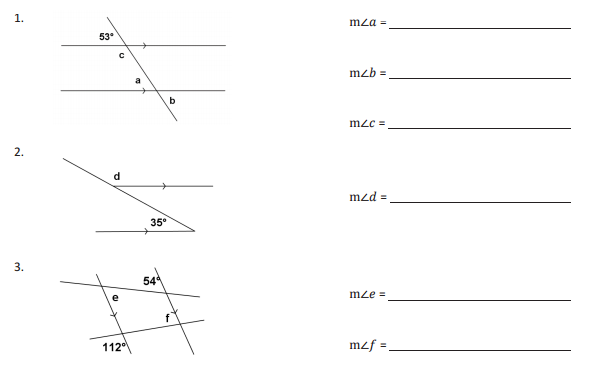 1.
53°
c
a
b
m∠a =
m∠b =
m∠c =
2.
d
35°
m∠d =
3.
54°
e
f
112°
m∠e =
m∠f =